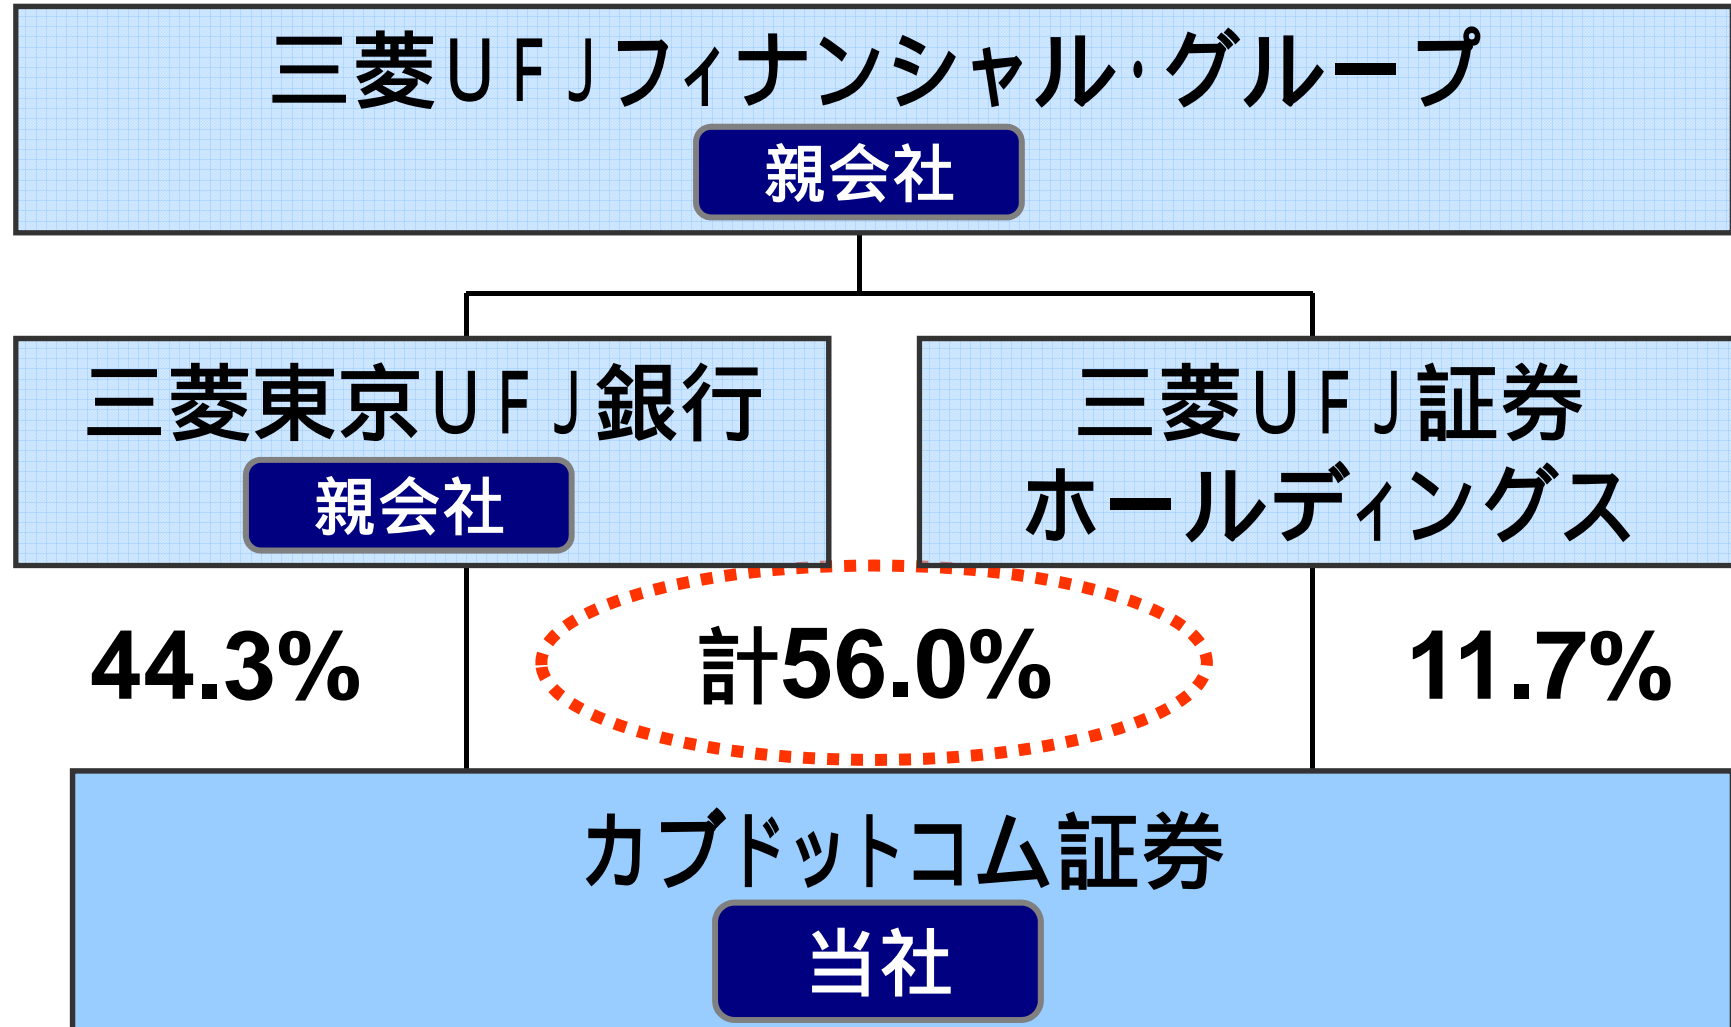 三菱UFJフィナンシャル・グループ
親会社
三菱東京UFJ銀行
親会社
三菱UFJ証券
ホールディングス
44.3%
計56.0%
11.7%
カブドットコム証券
当社